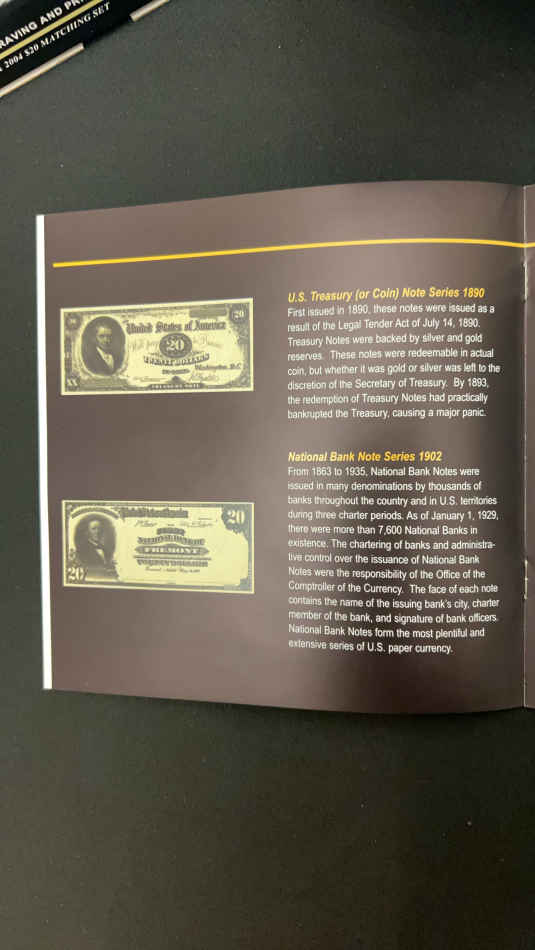 RAVING AND PR
2004 $20 MATCHING SET
U.S. Treasury (or Coin) Note Series 1890
First issued in 1890, these notes were issued as a
result of the Legal Tender Act of July 14, 1890.
Treasury Notes were backed by silver and gold
reserves. These notes were redeemable in actual
coin, but whether it was gold or silver was left to the
discretion of the Secretary of Treasury. By 1893,
the redemption of Treasury Notes had practically
bankrupted the Treasury, causing a major panic.
20
20
United States of America
20
TWENTY DOLLARS
Washington, D.C.
XX
TREASURY NOTE
National Bank Note Series 1902
From 1863 to 1935, National Bank Notes were
issued in many denominations by thousands of
banks throughout the country and in U.S. territories
during three charter periods. As of January 1, 1929,
there were more than 7,600 National Banks in
existence. The chartering of banks and administra-
tive control over the issuance of National Bank
Notes were the responsibility of the Office of the
Comptroller of the Currency. The face of each note
contains the name of the issuing bank's city, charter
member of the bank, and signature of bank officers.
National Bank Notes form the most plentiful and
extensive series of U.S. paper currency.
20
FIRST
NATIONAL BANK OF
FREMONT
TWENTY DOLLARS
20